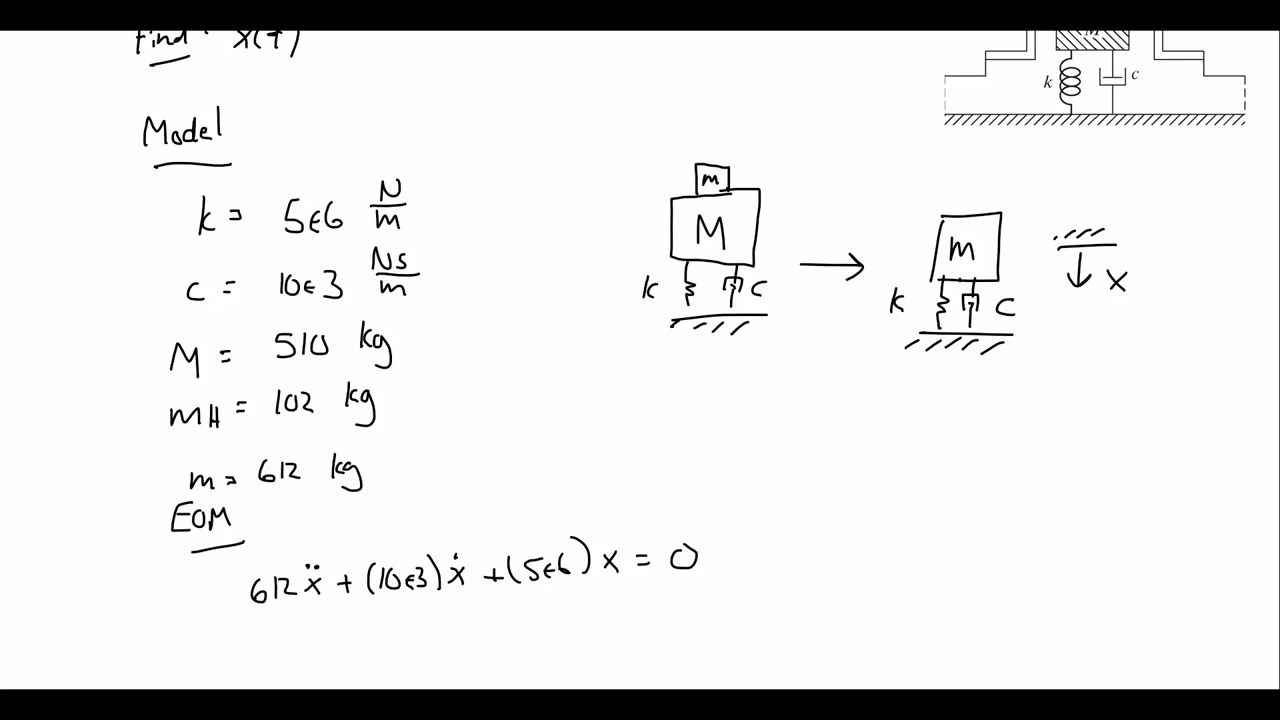 Find: x(t)
M
k c
Model
k = 5e6 N/m
c = 10e3 Ns/m
M = 510 kg
mH = 102 kg
m = 612 kg
m
M
k c
m
k c
x
EOM
612ẍ + (10e3)ẋ + (5e6)x = 0